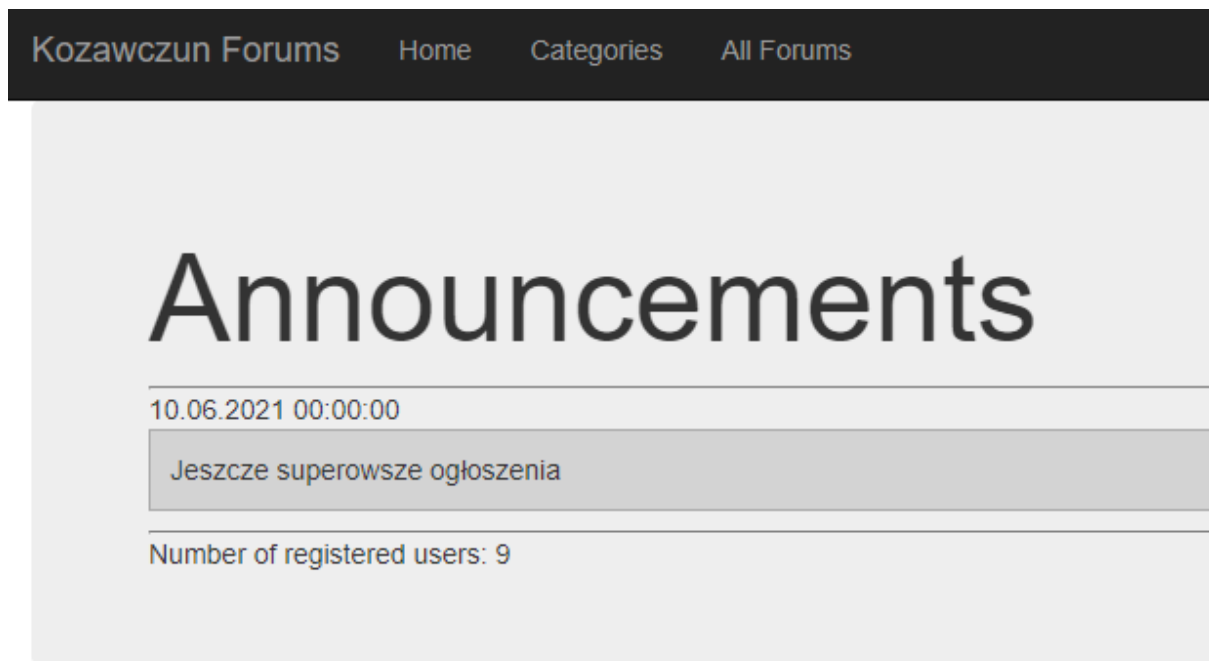 Kozawczun Forums Home Categories All Forums
Announcements
10.06.2021 00:00:00
Jeszcze superowsze ogłoszenia
Number of registered users: 9